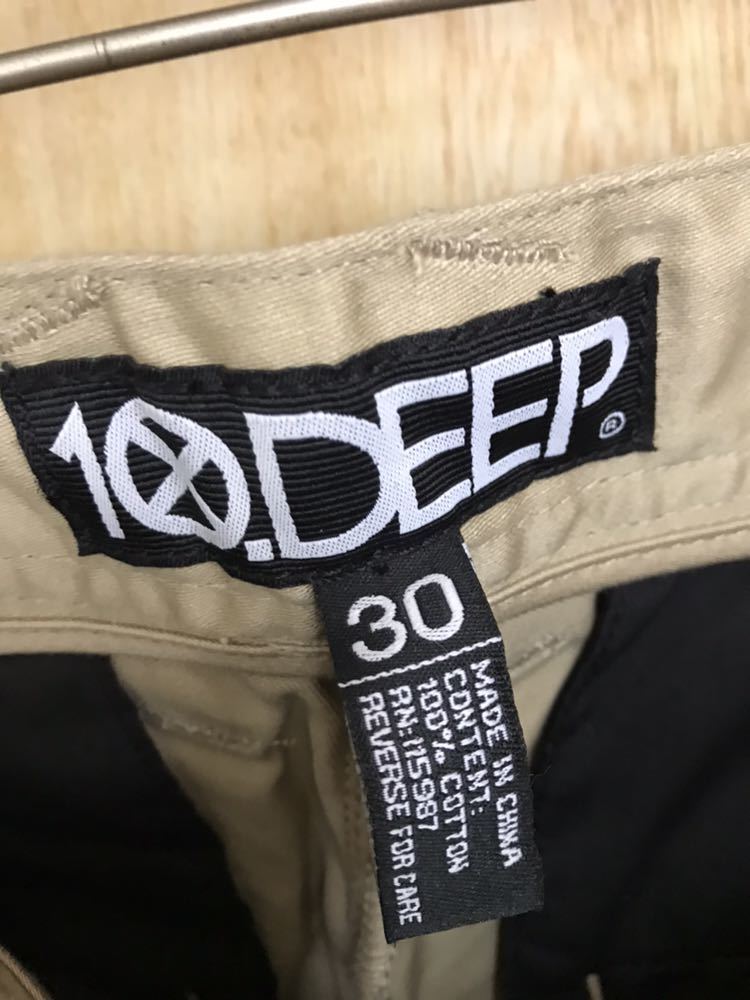 10.DEEP®
30
MADE IN CHINA
CONTENT:
100% COTTON
RN:115987
REVERSE FOR CARE